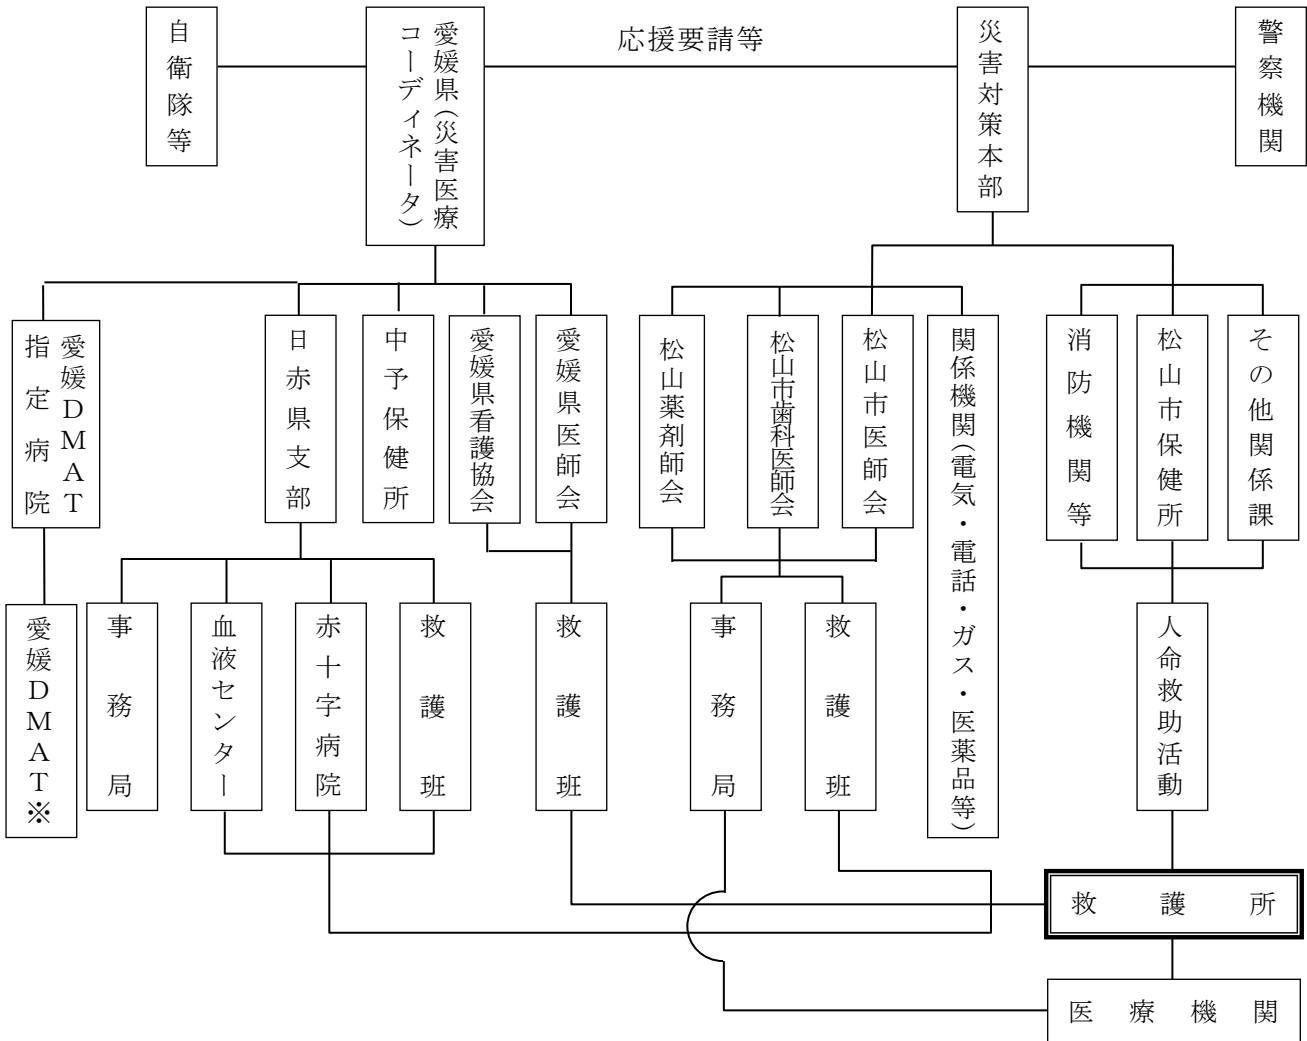 自衛隊等
愛媛県(災害医療
コーディネータ)
応援要請等
災害対策本部
警察機関
愛媛DMAT
指定病院
日赤県支部
中予保健所
愛媛県看護協会
愛媛県医師会
松山薬剤師会
松山市歯科医師会
松山市医師会
関係機関(電気・電話・ガス・医薬品等)
消防機関等
松山市保健所
その他関係課
愛媛DMAT※
事務局
血液センター
赤十字病院
救護班
救護班
事務局
救護班
人命救助活動
救護所
医療機関